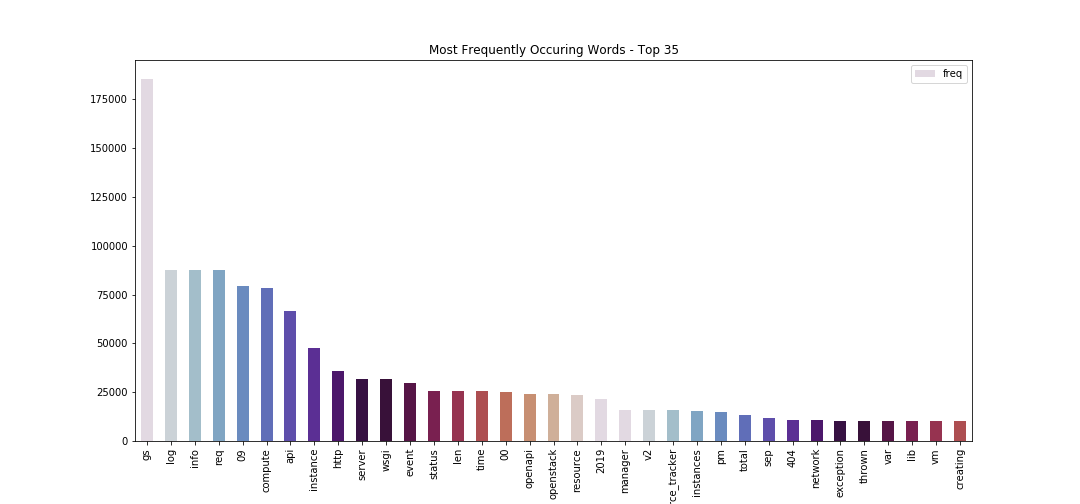 Most Frequently Occuring Words - Top 35
freq
175000
150000
125000
100000
75000
50000
25000
0
gs
log
info
req
09
compute
api
instance
http
server
wsgi
event
status
len
time
00
openapi
openstack
resource
2019
manager
v2
rce_tracker
instances
pm
total
sep
404
network
exception
thrown
var
lib
vm
creating